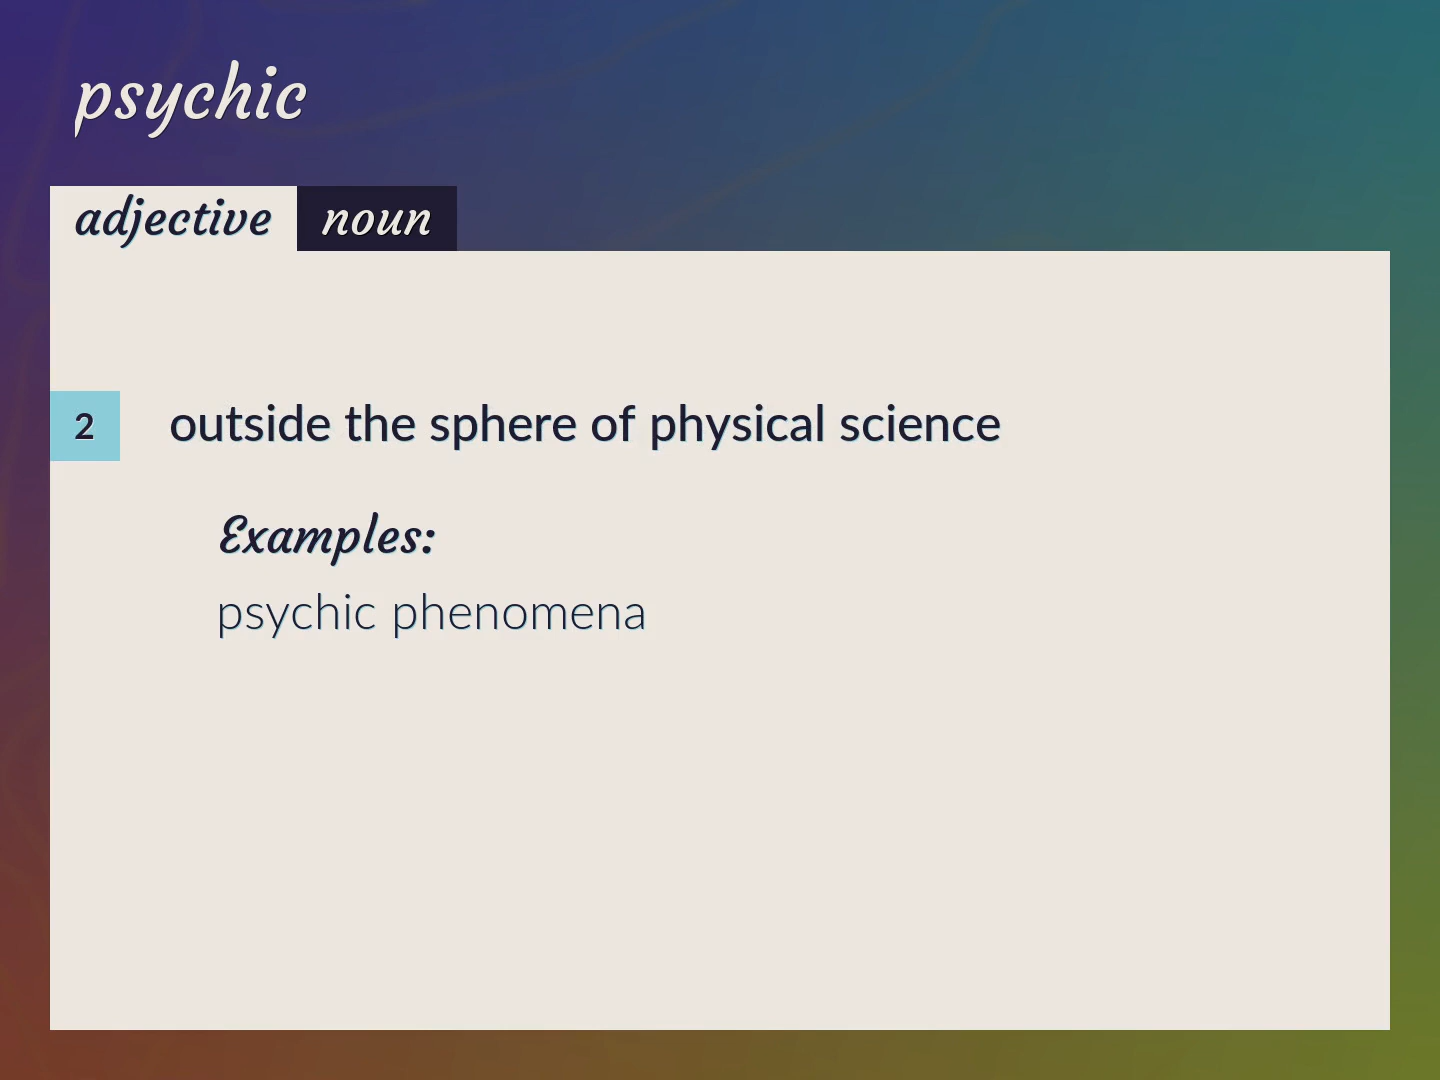 psychic
adjective noun
2 outside the sphere of physical science
Examples:
psychic phenomena